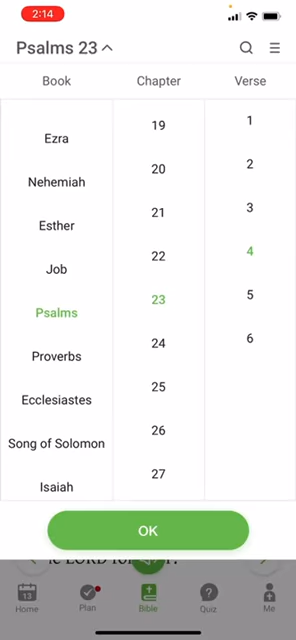 2:14
Psalms 23
Book Chapter Verse
Ezra 19 1
Nehemiah 20 2
Esther 21 3
Job 22 4
Psalms 23 5
Proverbs 24 6
Ecclesiastes 25
Song of Solomon 26
Isaiah 27
OK
LORD
13
Home Plan Bible Quiz Me